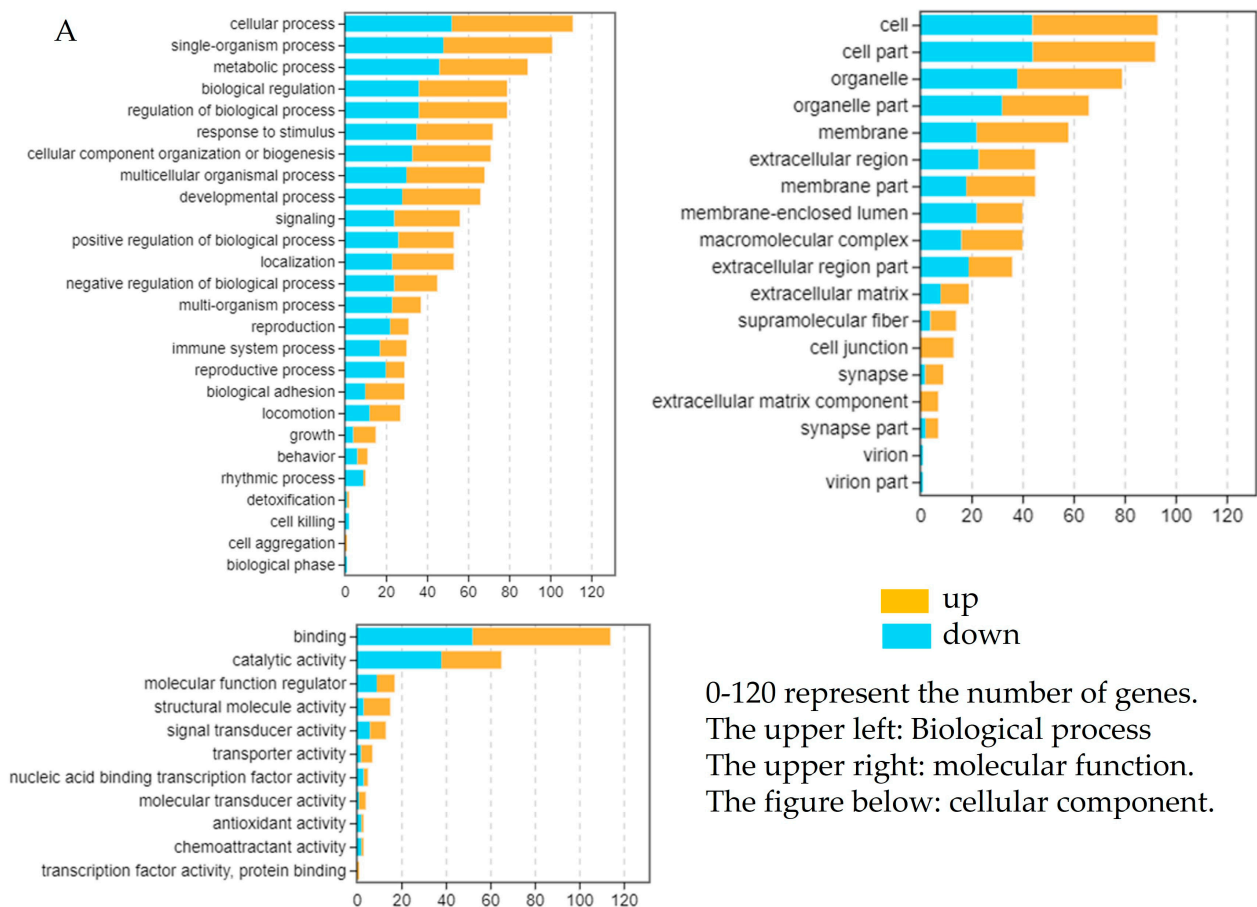 A
cellular process
single-organism process
metabolic process
biological regulation
regulation of biological process
response to stimulus
cellular component organization or biogenesis
multicellular organismal process
developmental process
signaling
positive regulation of biological process
localization
negative regulation of biological process
multi-organism process
reproduction
immune system process
reproductive process
biological adhesion
locomotion
growth
behavior
rhythmic process
detoxification
cell killing
cell aggregation
biological phase
0 20 40 60 80 100 120
cell
cell part
organelle
organelle part
membrane
extracellular region
membrane part
membrane-enclosed lumen
macromolecular complex
extracellular region part
extracellular matrix
supramolecular fiber
cell junction
synapse
extracellular matrix component
synapse part
virion
virion part
0 20 40 60 80 100 120
binding
catalytic activity
molecular function regulator
structural molecule activity
signal transducer activity
transporter activity
nucleic acid binding transcription factor activity
molecular transducer activity
antioxidant activity
chemoattractant activity
transcription factor activity, protein binding
0 20 40 60 80 100 120
up
down
0-120 represent the number of genes.
The upper left: Biological process
The upper right: molecular function.
The figure below: cellular component.